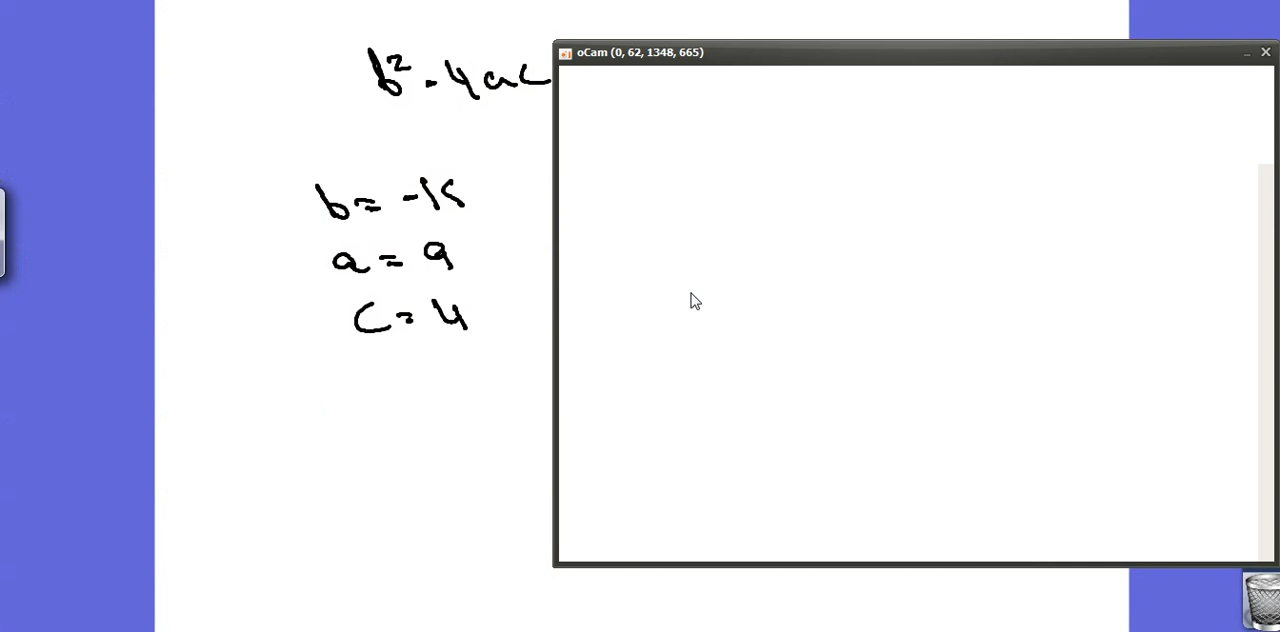 oCam (0, 62, 1348, 665)
b² - 4ac
b = -15
a = 9
c = 4